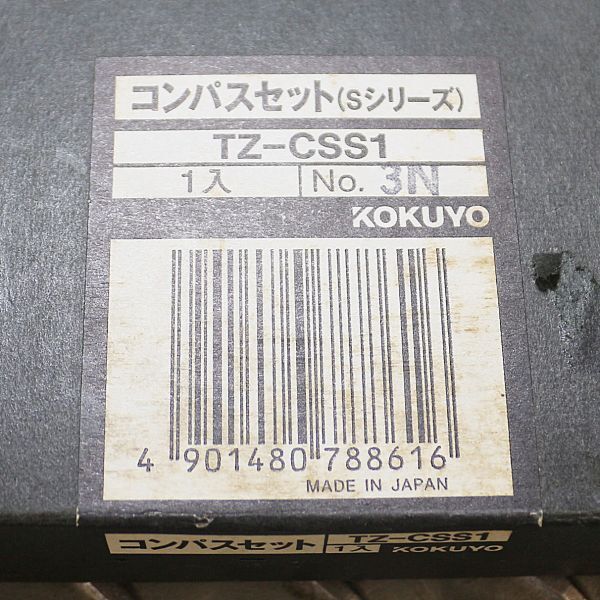 コンパスセット(Sシリーズ)
TZ-CSS1
1入 No. 3N
KOKUYO
4 901480 788616
MADE IN JAPAN
コンパスセット TZ-CSS1
1入 KOKUYO